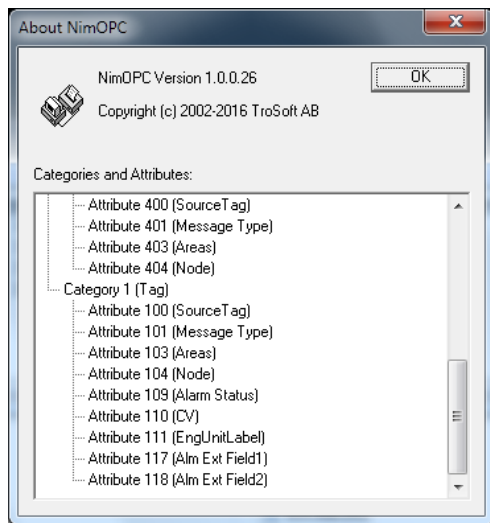 About NimOPC
NimOPC Version 1.0.0.26
OK
Copyright (c) 2002-2016 TroSoft AB
Categories and Attributes:
Attribute 400 (SourceTag)
Attribute 401 (Message Type)
Attribute 403 (Areas)
Attribute 404 (Node)
Category 1 (Tag)
Attribute 100 (SourceTag)
Attribute 101 (Message Type)
Attribute 103 (Areas)
Attribute 104 (Node)
Attribute 109 (Alarm Status)
Attribute 110 (CV)
Attribute 111 (EngUnitLabel)
Attribute 117 (Alm Ext Field1)
Attribute 118 (Alm Ext Field2)